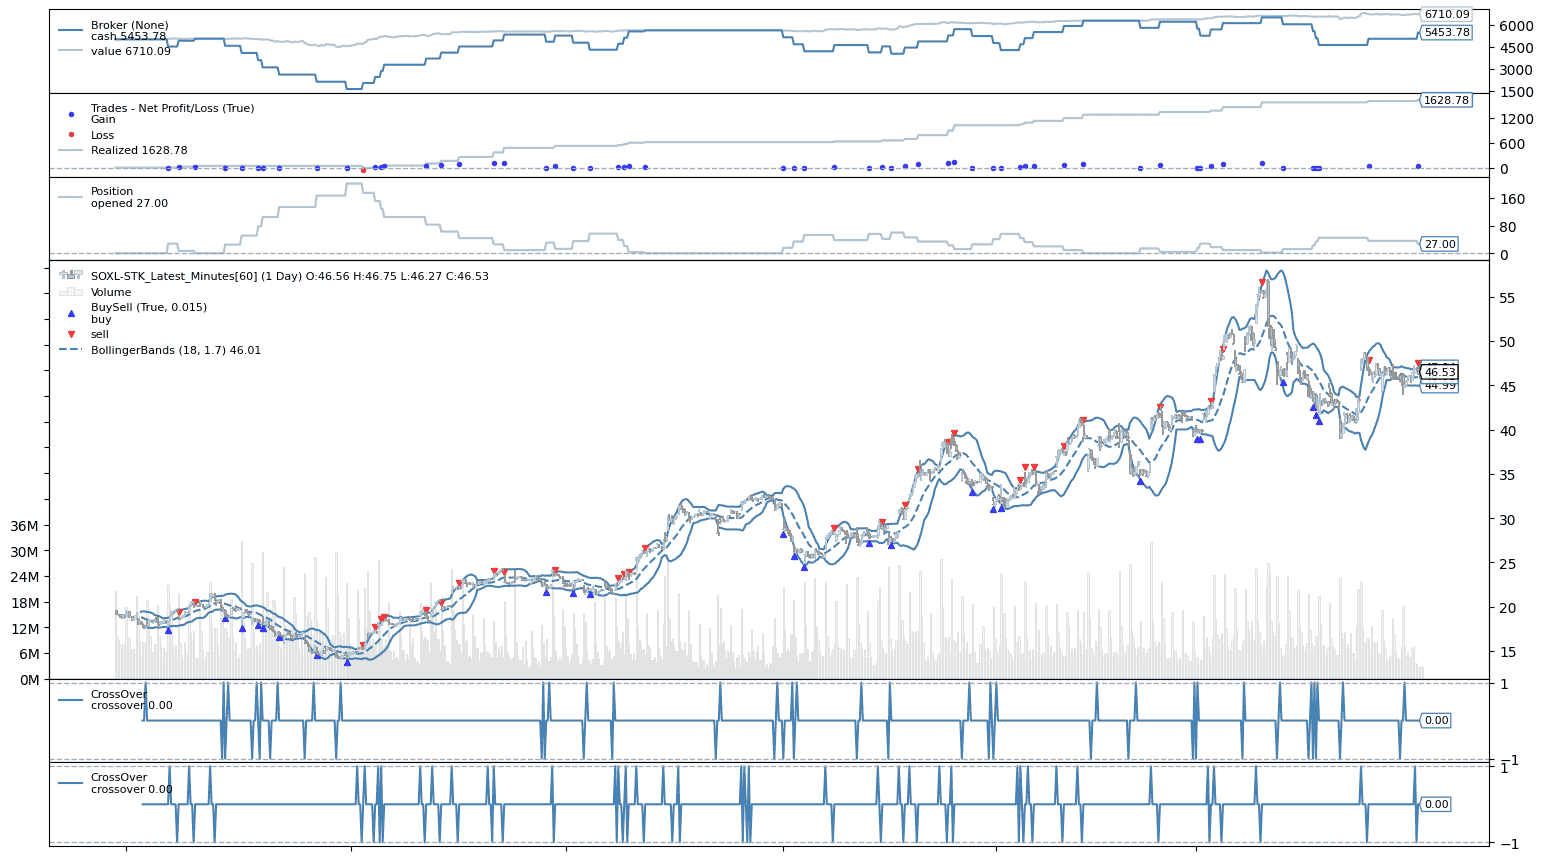 Broker (None)
cash 5453.78
value 6710.09
6710.09
6000
5453.78
4500
3000
1500
Trades - Net Profit/Loss (True)
Gain
Loss
Realized 1628.78
1628.78
1200
600
0
Position
opened 27.00
160
80
27.00
0
SOXL-STK_Latest_Minutes[60] (1 Day) O:46.56 H:46.75 L:46.27 C:46.53
Volume
BuySell (True, 0.015)
buy
sell
BollingerBands (18, 1.7) 46.01
55
50
46.53
45
44.99
40
35
30
25
20
15
36M
30M
24M
18M
12M
6M
0M
CrossOver
crossover 0.00
1
0.00
−1
CrossOver
crossover 0.00
1
0.00
−1